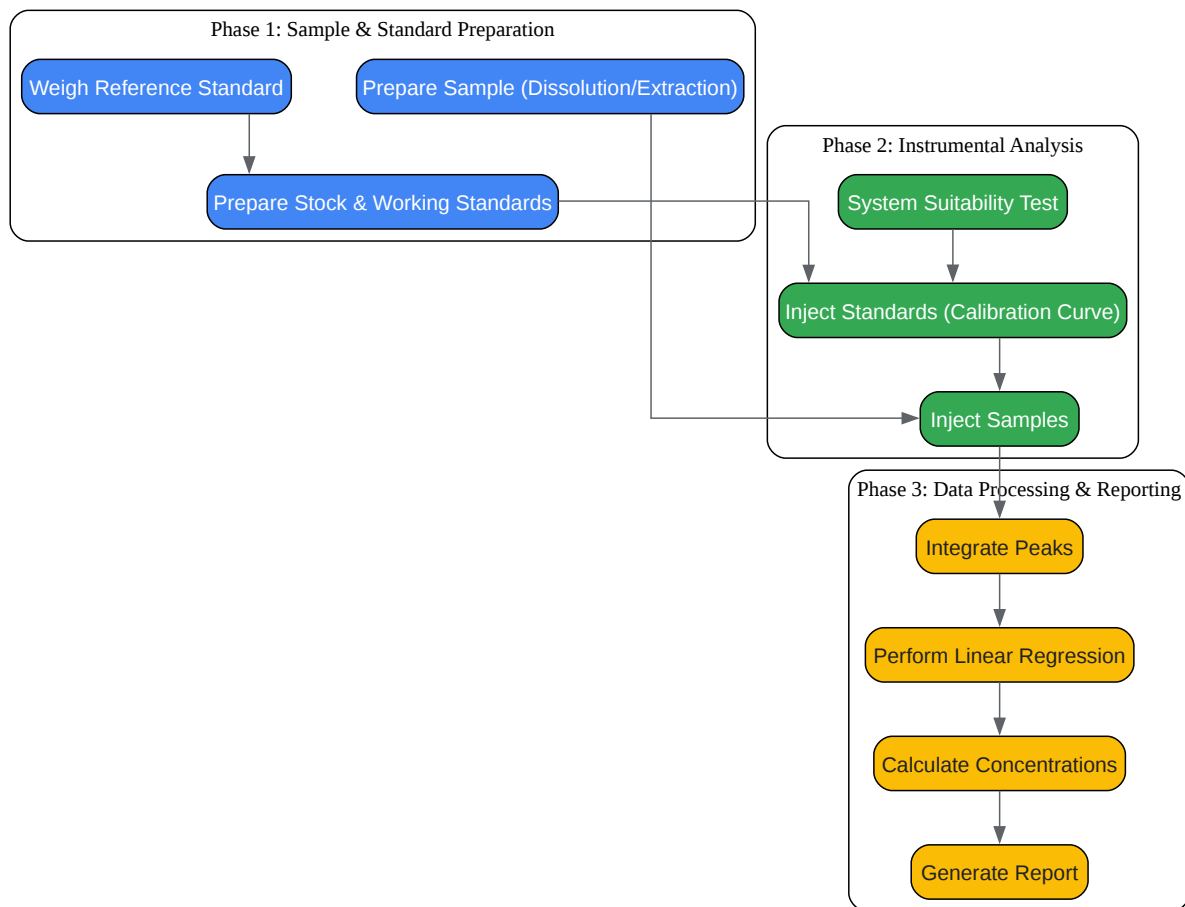 Phase 1: Sample & Standard Preparation
Weigh Reference Standard
Prepare Sample (Dissolution/Extraction)
Prepare Stock & Working Standards
Phase 2: Instrumental Analysis
System Suitability Test
Inject Standards (Calibration Curve)
Inject Samples
Phase 3: Data Processing & Reporting
Integrate Peaks
Perform Linear Regression
Calculate Concentrations
Generate Report